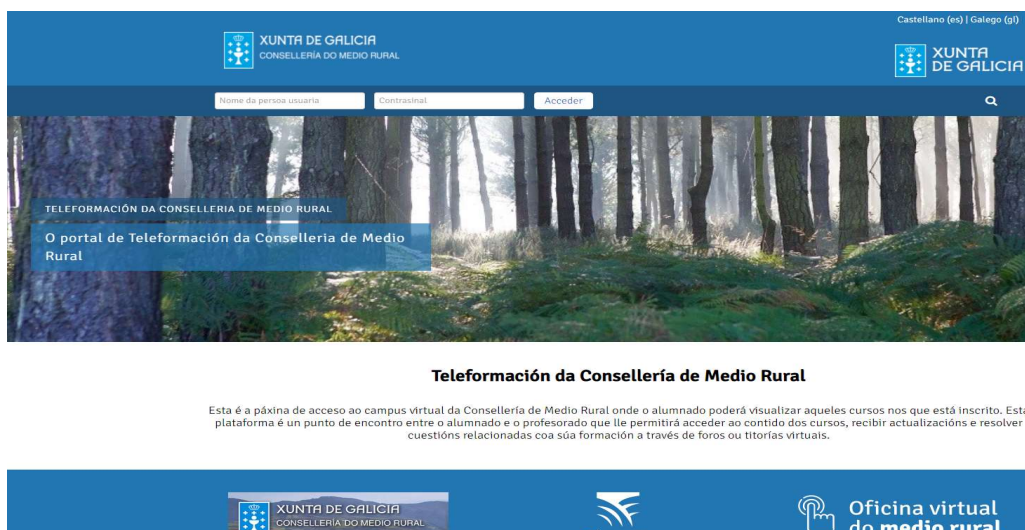 Castellano (es) | Galego (gl)
XUNTA DE GALICIA
CONSELLERÍA DO MEDIO RURAL
XUNTA
DE GALICIA
Nome da persoa usuaria
Contrasinal
Acceder
TELEFORMACIÓN DA CONSELLERIA DE MEDIO RURAL
O portal de Teleformación da Conselleria de Medio
Rural
Teleformación da Consellería de Medio Rural
Esta é a páxina de acceso ao campus virtual da Consellería de Medio Rural onde o alumnado poderá visualizar aqueles cursos nos que está inscrito. Esta
plataforma é un punto de encontro entre o alumnado e o profesorado que lle permitirá acceder ao contido dos cursos, recibir actualizacións e resolver
cuestións relacionadas coa súa formación a través de foros ou titorías virtuais.
XUNTA DE GALICIA
CONSELLERÍA DO MEDIO RURAL
Oficina virtual
do medio rural